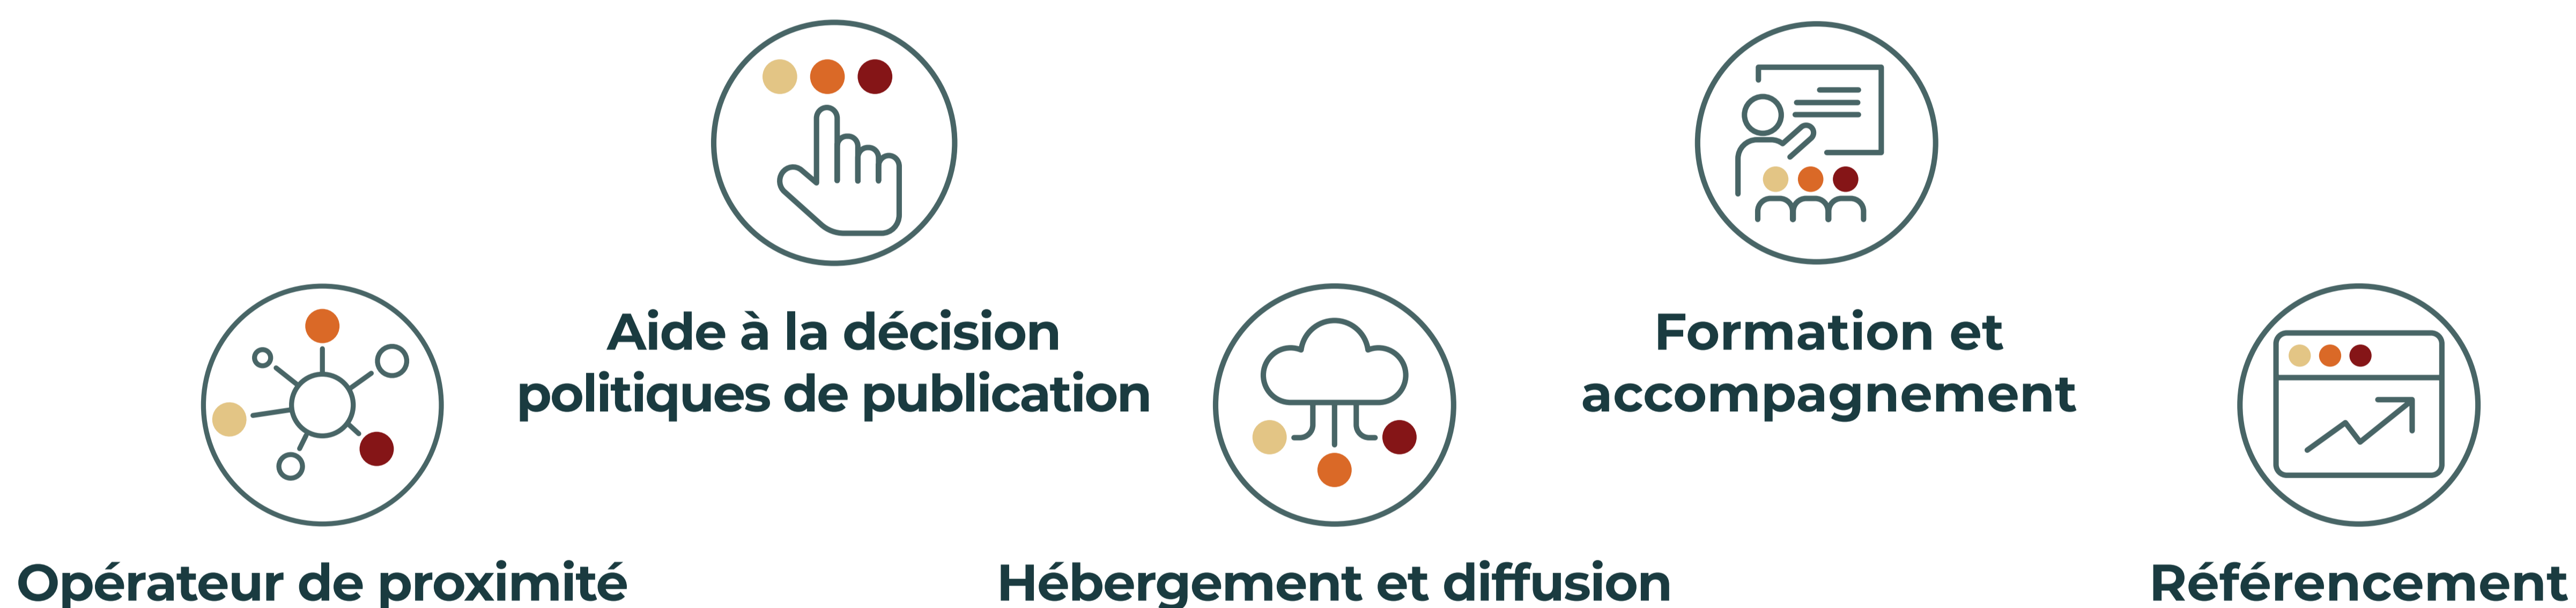 Opérateur de proximité
Aide à la décision
politiques de publication
Hébergement et diffusion
Formation et
accompagnement
Référencement